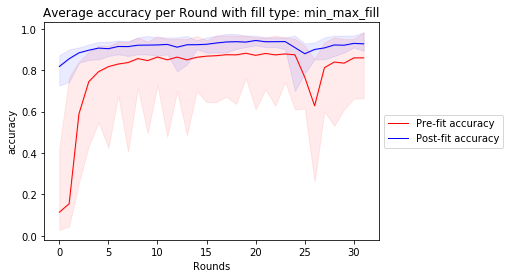 Average accuracy per Round with fill type: min_max_fill
1.0
0.8
0.6
0.4
0.2
0.0
accuracy
0 5 10 15 20 25 30
Rounds
Pre-fit accuracy
Post-fit accuracy